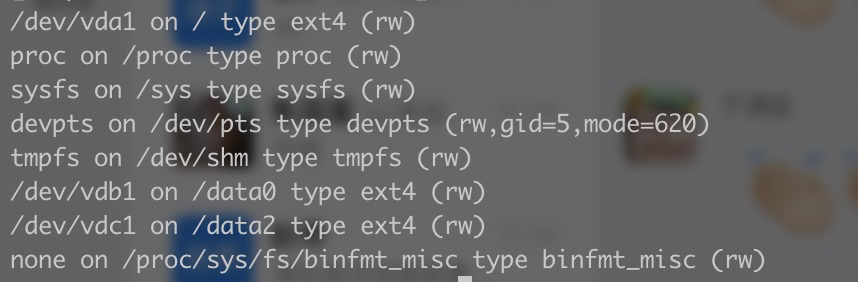 /dev/vda1 on / type ext4 (rw)
proc on /proc type proc (rw)
sysfs on /sys type sysfs (rw)
devpts on /dev/pts type devpts (rw,gid=5,mode=620)
tmpfs on /dev/shm type tmpfs (rw)
/dev/vdb1 on /data0 type ext4 (rw)
/dev/vdc1 on /data2 type ext4 (rw)
none on /proc/sys/fs/binfmt_misc type binfmt_misc (rw)